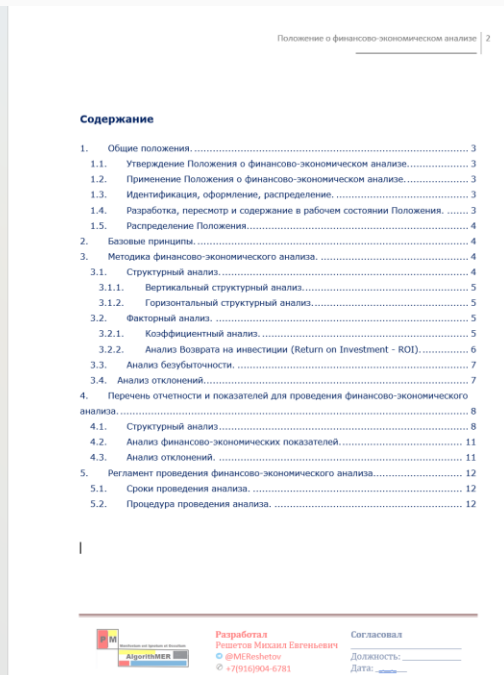 Положение о финансово-экономическом анализе | 2
Содержание
1. Общие положения. ........ 3
1.1. Утверждение Положения о финансово-экономическом анализе. ........ 3
1.2. Применение Положения о финансово-экономическом анализе. ........ 3
1.3. Идентификация, оформление, распределение. ........ 3
1.4. Разработка, пересмотр и содержание в рабочем состоянии Положения. ........ 3
1.5. Распределение Положения. ........ 4
2. Базовые принципы. ........ 4
3. Методика финансово-экономического анализа. ........ 4
3.1. Структурный анализ. ........ 4
3.1.1. Вертикальный структурный анализ. ........ 5
3.1.2. Горизонтальный структурный анализ. ........ 5
3.2. Факторный анализ. ........ 5
3.2.1. Коэффициентный анализ. ........ 5
3.2.2. Анализ Возврата на инвестиции (Return on Investment - ROI). ........ 6
3.3. Анализ безубыточности. ........ 7
3.4. Анализ отклонений. ........ 7
4. Перечень отчетности и показателей для проведения финансово-экономического
анализа. ........ 8
4.1. Структурный анализ ........ 8
4.2. Анализ финансово-экономических показателей. ........ 11
4.3. Анализ отклонений. ........ 11
5. Регламент проведения финансово-экономического анализа. ........ 12
5.1. Сроки проведения анализа. ........ 12
5.2. Процедура проведения анализа. ........ 12
P M
AlgorithMER
Разработал
Решетов Михаил Евгеньевич
@MEReshetov
+7(916)904-6781
Согласовал
Должность:
Дата: